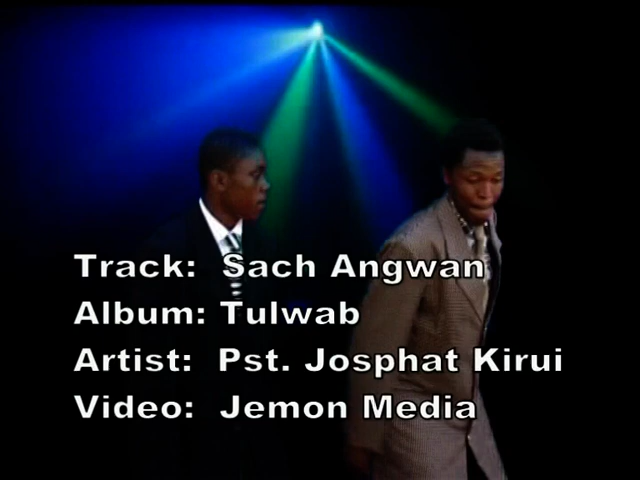 Track: Sach Angwan
Album: Tulwab
Artist: Pst. Josphat Kirui
Video: Jemon Media